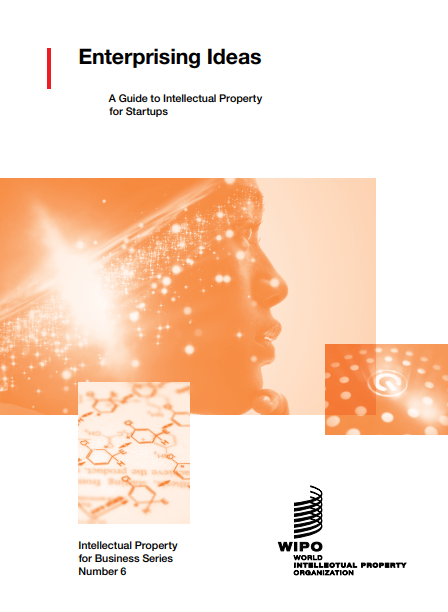 Enterprising Ideas
A Guide to Intellectual Property
for Startups
Intellectual Property
for Business Series
Number 6
WIPO
WORLD
INTELLECTUAL PROPERTY
ORGANIZATION